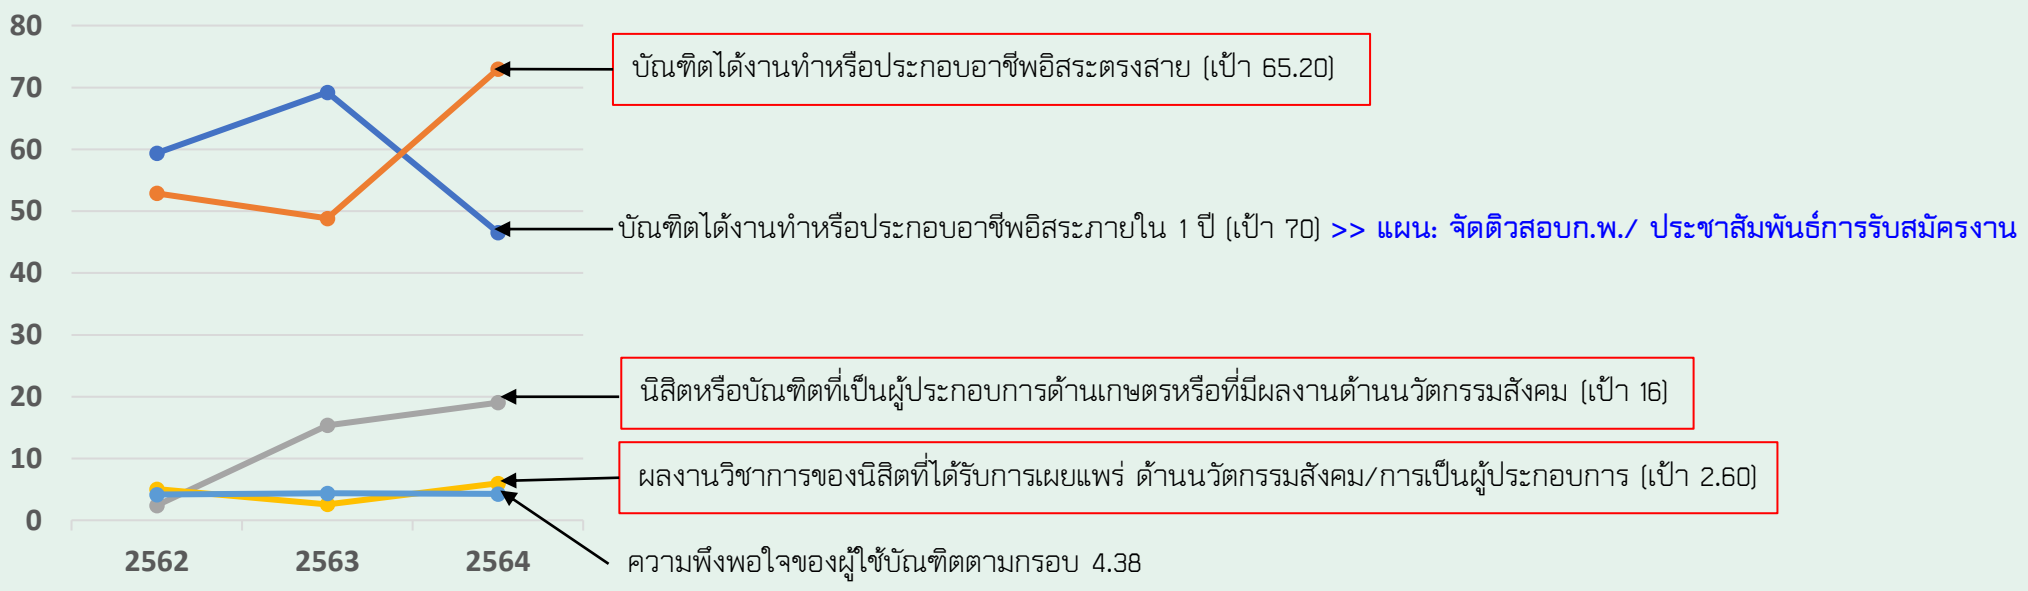 80
70
60
50
40
30
20
10
0
2562 2563 2564
บัณฑิตได้งานทำหรือประกอบอาชีพอิสระตรงสาย (เป้า 65.20)
บัณฑิตได้งานทำหรือประกอบอาชีพอิสระภายใน 1 ปี (เป้า 70) >> แผน: จัดติวสอบก.พ./ ประชาสัมพันธ์การรับสมัครงาน
นิสิตหรือบัณฑิตที่เป็นผู้ประกอบการด้านเกษตรหรือที่มีผลงานด้านนวัตกรรมสังคม (เป้า 16)
ผลงานวิชาการของนิสิตที่ได้รับการเผยแพร่ ด้านนวัตกรรมสังคม/การเป็นผู้ประกอบการ (เป้า 2.60)
ความพึงพอใจของผู้ใช้บัณฑิตตามกรอบ 4.38